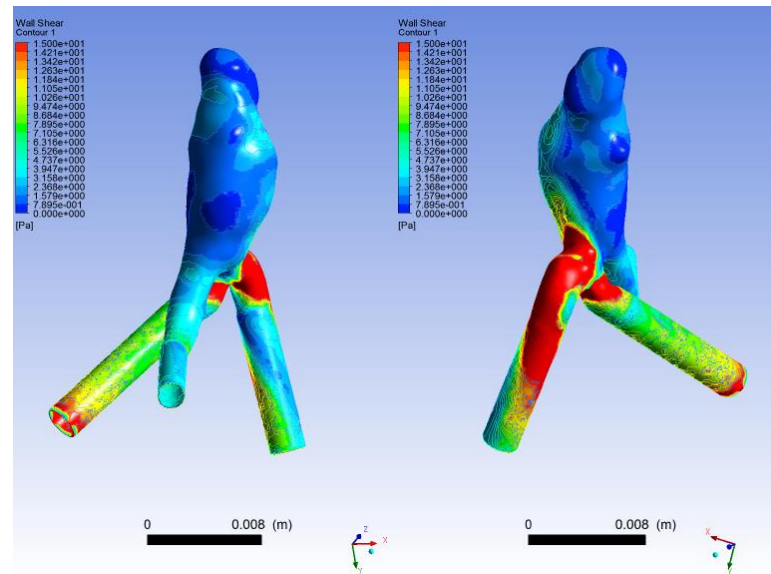 Wall Shear
Contour 1
1.500e+001
1.421e+001
1.342e+001
1.263e+001
1.184e+001
1.105e+001
1.026e+001
9.474e+000
8.684e+000
7.895e+000
7.105e+000
6.316e+000
5.526e+000
4.737e+000
3.947e+000
3.158e+000
2.368e+000
1.579e+000
7.895e-001
0.000e+000
[Pa]
Wall Shear
Contour 1
1.500e+001
1.421e+001
1.342e+001
1.263e+001
1.184e+001
1.105e+001
1.026e+001
9.474e+000
8.684e+000
7.895e+000
7.105e+000
6.316e+000
5.526e+000
4.737e+000
3.947e+000
3.158e+000
2.368e+000
1.579e+000
7.895e-001
0.000e+000
[Pa]
0 0.008 (m)
Z
X
Y
0 0.008 (m)
X
Y